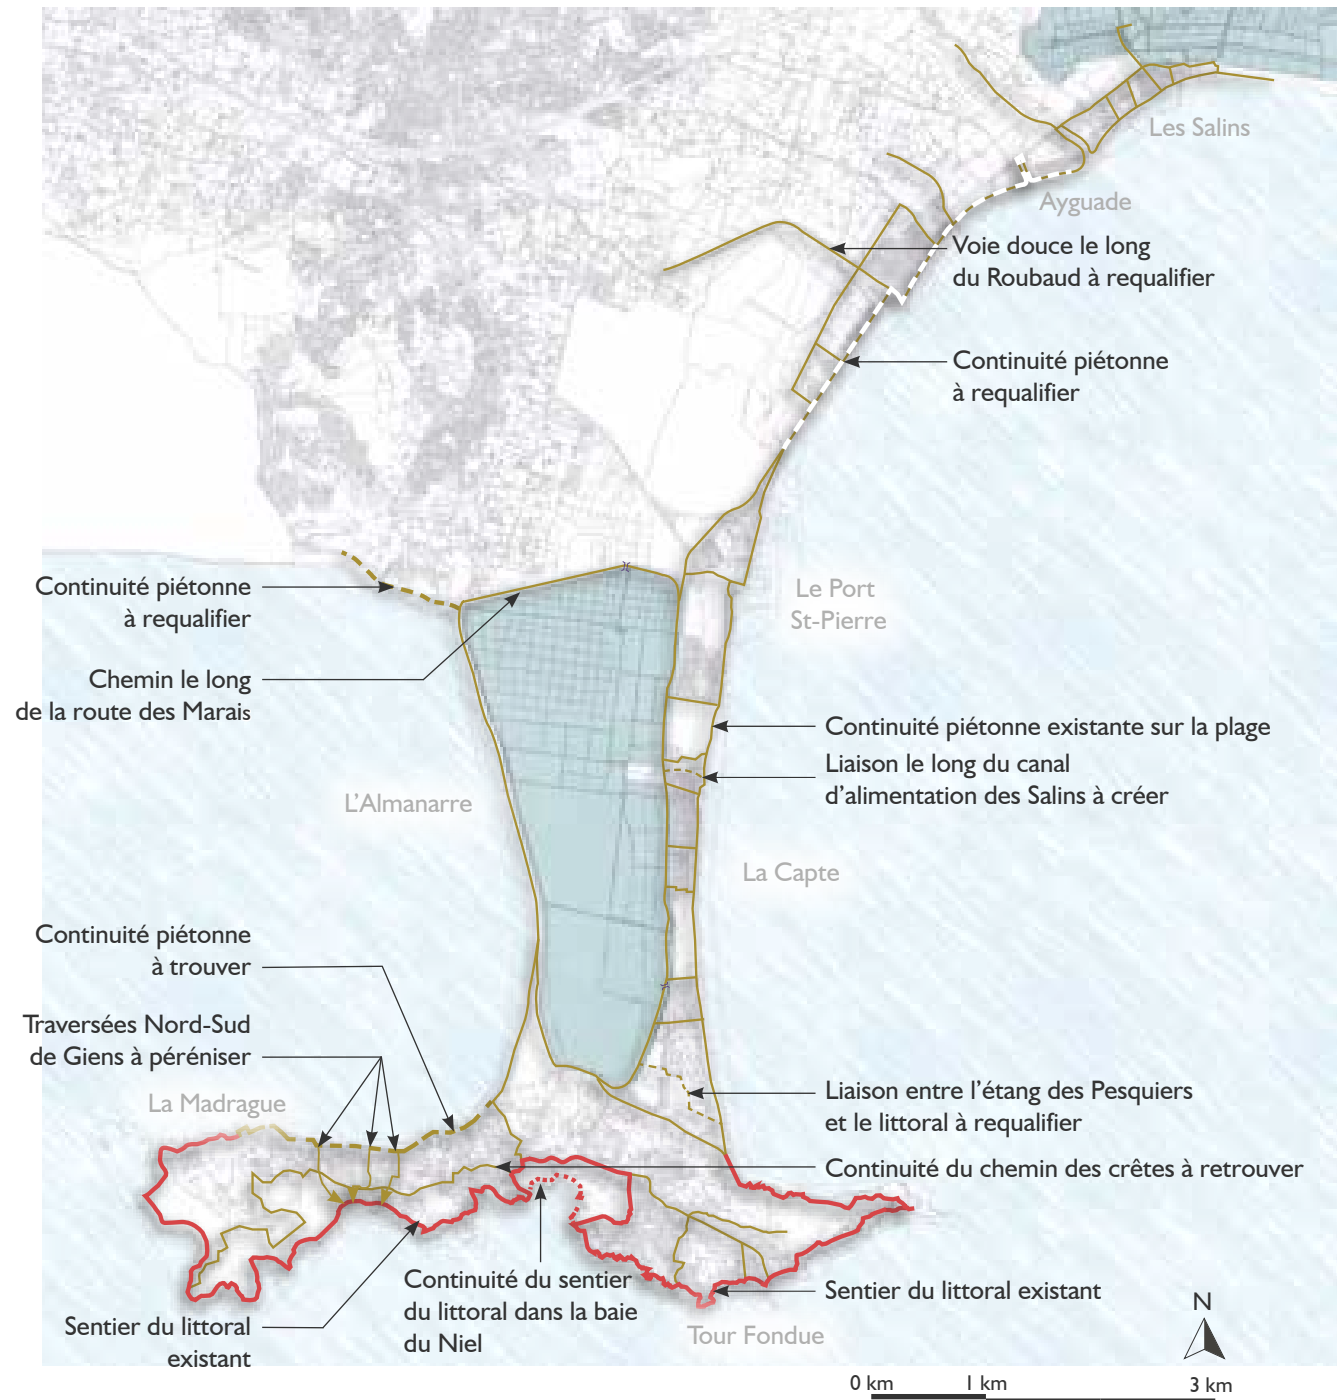 Les Salins
Ayguade
Voie douce le long
du Roubaud à requalifier
Continuité piétonne
à requalifier
Continuité piétonne
à requalifier
Le Port
St-Pierre
Chemin le long
de la route des Marais
Continuité piétonne existante sur la plage
Liaison le long du canal
d'alimentation des Salins à créer
L'Almanarre
La Capte
Continuité piétonne
à trouver
Traversées Nord-Sud
de Giens à péréniser
La Madrague
Liaison entre l'étang des Pesquiers
et le littoral à requalifier
Continuité du chemin des crêtes à retrouver
Continuité du sentier
du littoral dans la baie
du Niel
Sentier du littoral existant
Sentier du littoral
existant
Tour Fondue
N
0 km 1 km 3 km